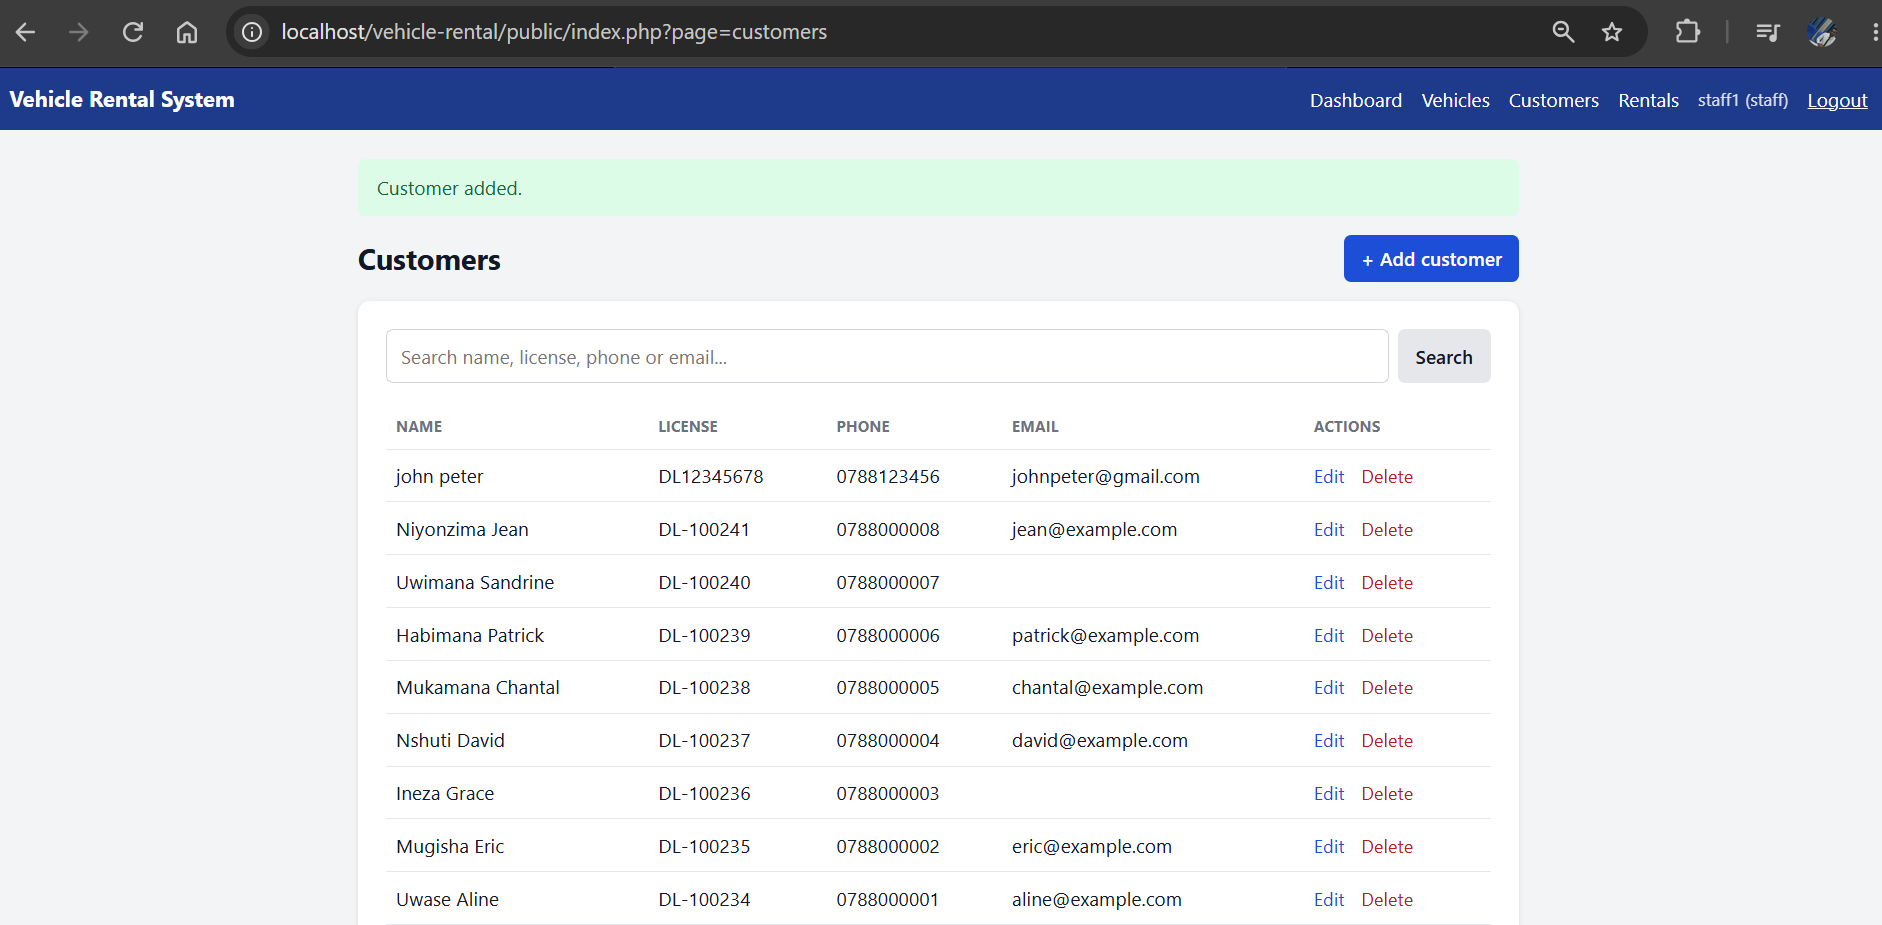 localhost/vehicle-rental/public/index.php?page=customers
Vehicle Rental System Dashboard Vehicles Customers Rentals staff1 (staff) Logout
Customer added.
Customers + Add customer
Search name, license, phone or email... Search
NAME LICENSE PHONE EMAIL ACTIONS
john peter DL12345678 0788123456 johnpeter@gmail.com Edit Delete
Niyonzima Jean DL-100241 0788000008 jean@example.com Edit Delete
Uwimana Sandrine DL-100240 0788000007 Edit Delete
Habimana Patrick DL-100239 0788000006 patrick@example.com Edit Delete
Mukamana Chantal DL-100238 0788000005 chantal@example.com Edit Delete
Nshuti David DL-100237 0788000004 david@example.com Edit Delete
Ineza Grace DL-100236 0788000003 Edit Delete
Mugisha Eric DL-100235 0788000002 eric@example.com Edit Delete
Uwase Aline DL-100234 0788000001 aline@example.com Edit Delete